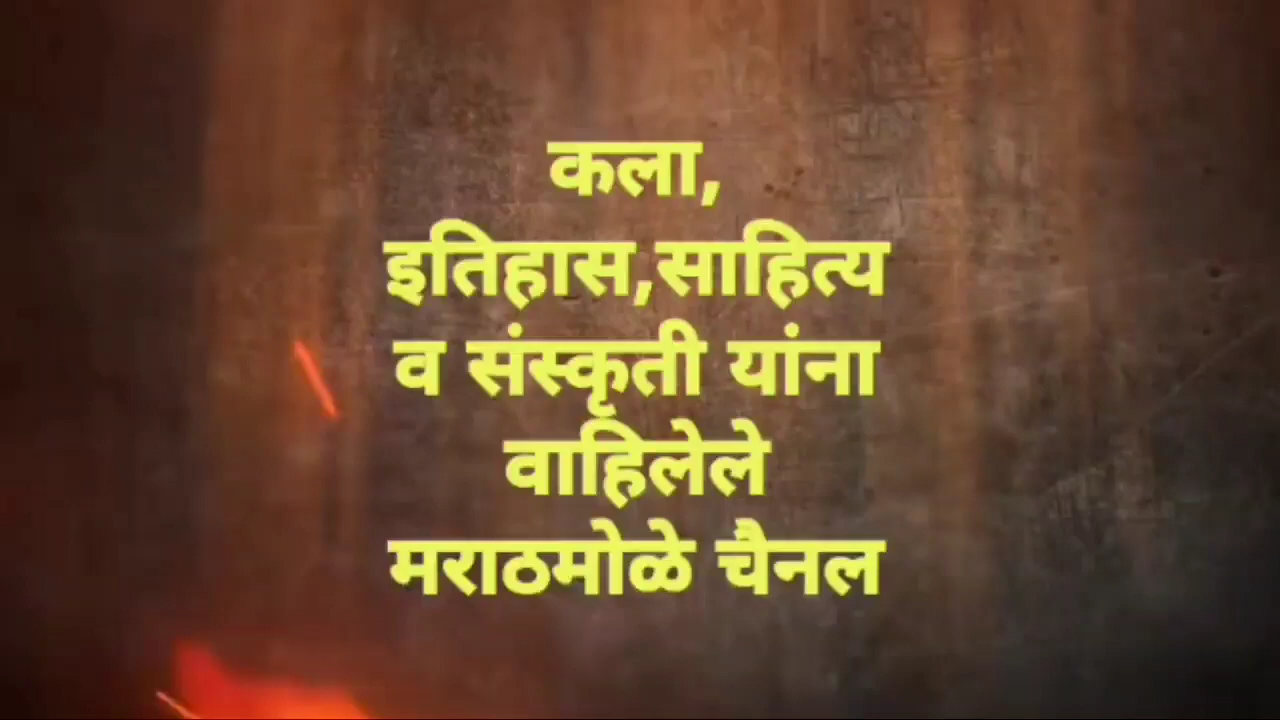 कला,
इतिहास,साहित्य
व संस्कृती यांना
वाहिलेले
मराठमोळे चैनल